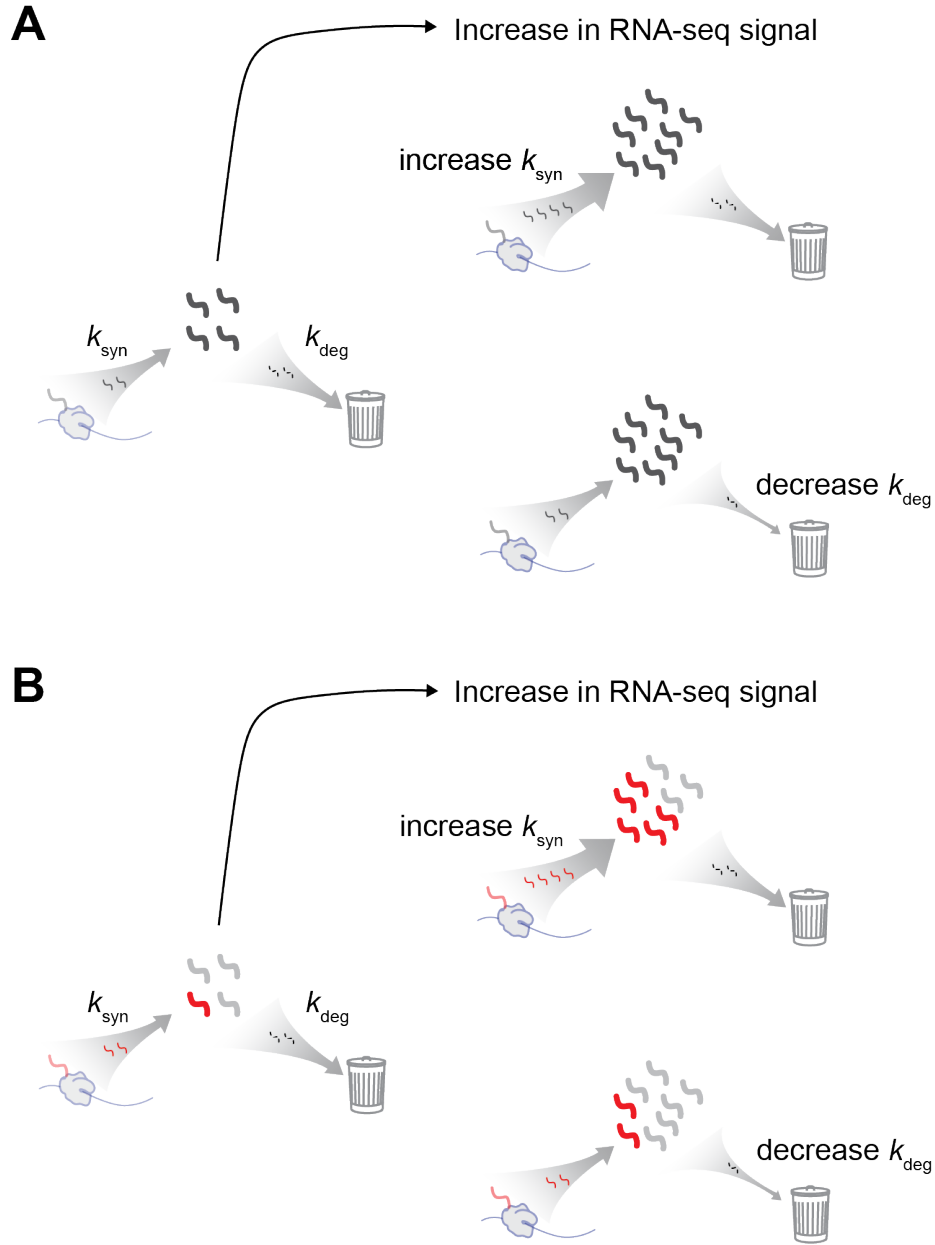 A
Increase in RNA-seq signal
increase ksyn
ksyn
kdeg
decrease kdeg
B
Increase in RNA-seq signal
increase ksyn
ksyn
kdeg
decrease kdeg